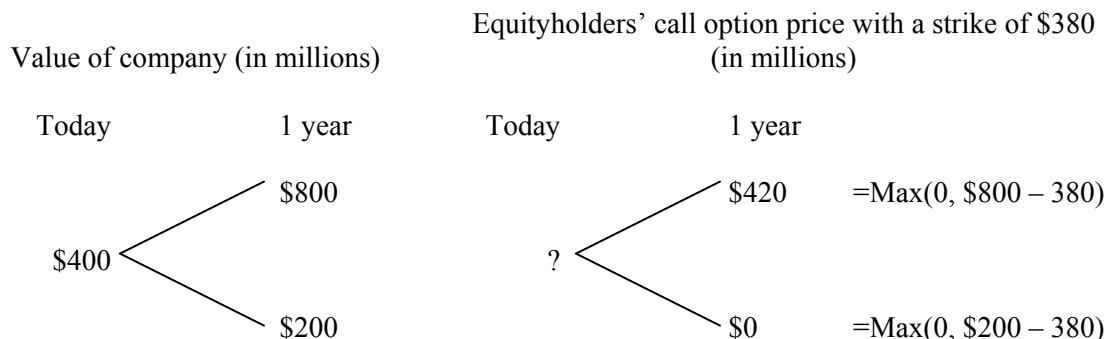 Equityholders’ call option price with a strike of $380
Value of company (in millions) (in millions)
Today 1 year Today 1 year
$800 $420 =Max(0, $800 – 380)
$400 ?
$200 $0 =Max(0, $200 – 380)